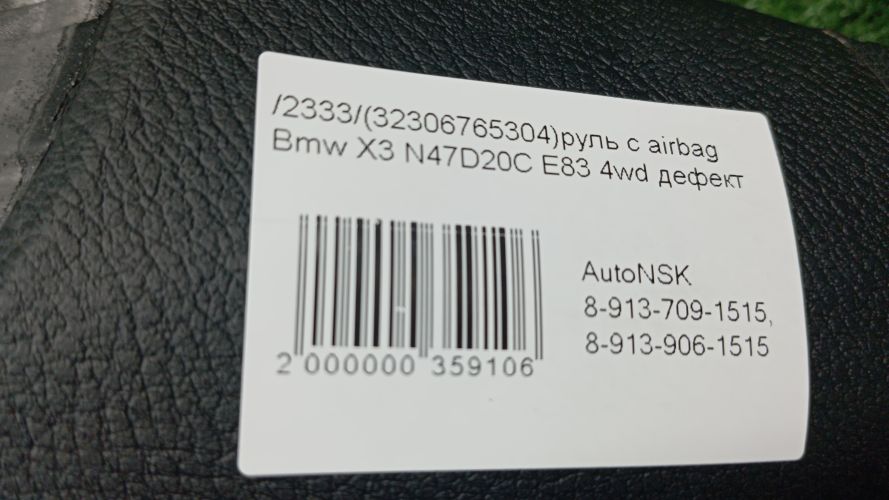 /2333/(32306765304)руль с airbag
Bmw X3 N47D20C E83 4wd дефект
AutoNSK
8-913-709-1515,
8-913-906-1515
2 000000 359106